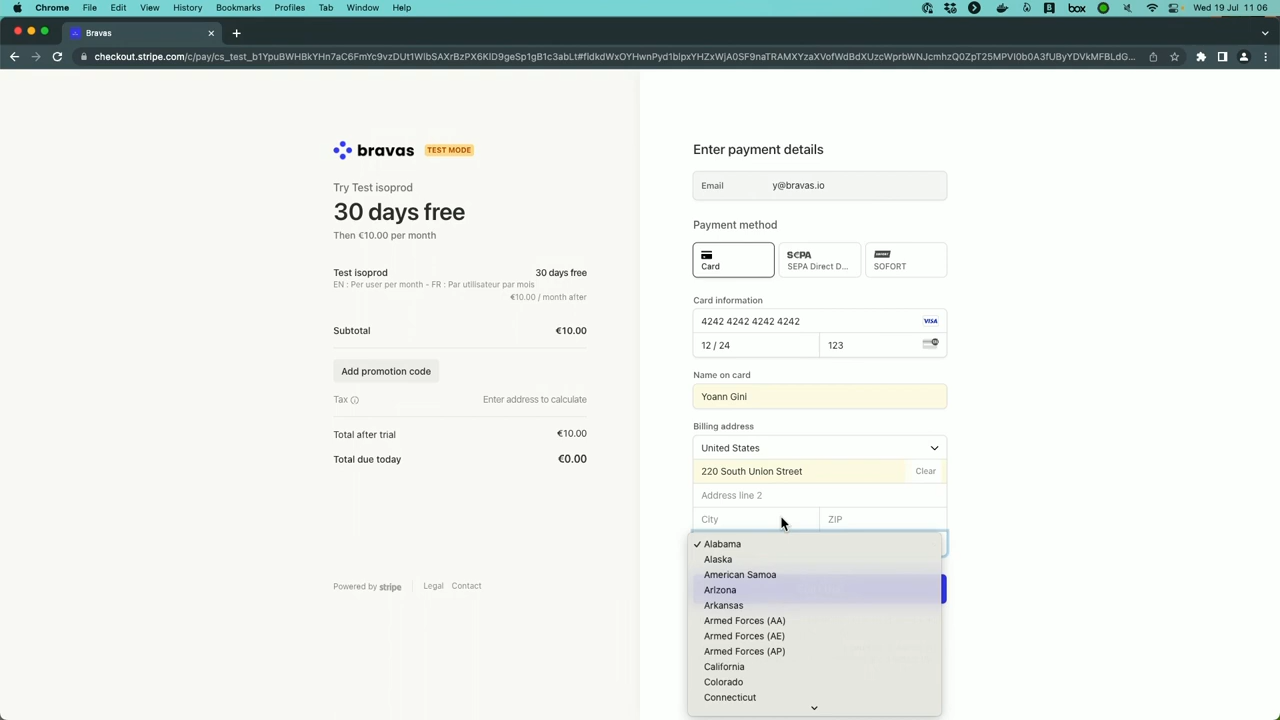 Chrome File Edit View History Bookmarks Profiles Tab Window Help box Wed 19 Jul 11 06
Bravas
bravas TEST MODE
Try Test isoprod
30 days free
Then €10.00 per month
Test isoprod 30 days free
EN : Per user per month - FR : Par utilisateur par mois
€10.00 / month after
Subtotal €10.00
Add promotion code
Tax Enter address to calculate
Total after trial €10.00
Total due today €0.00
Powered by stripe Legal Contact
Enter payment details
Email y@bravas.io
Payment method
Card
SEPA
SEPA Direct D...
SOFORT
Card information
4242 4242 4242 4242 VISA
12 / 24 123
Name on card
Yoann Gini
Billing address
United States
220 South Union Street Clear
Address line 2
City ZIP
✓ Alabama
Alaska
American Samoa
Arizona
Arkansas
Armed Forces (AA)
Armed Forces (AE)
Armed Forces (AP)
California
Colorado
Connecticut